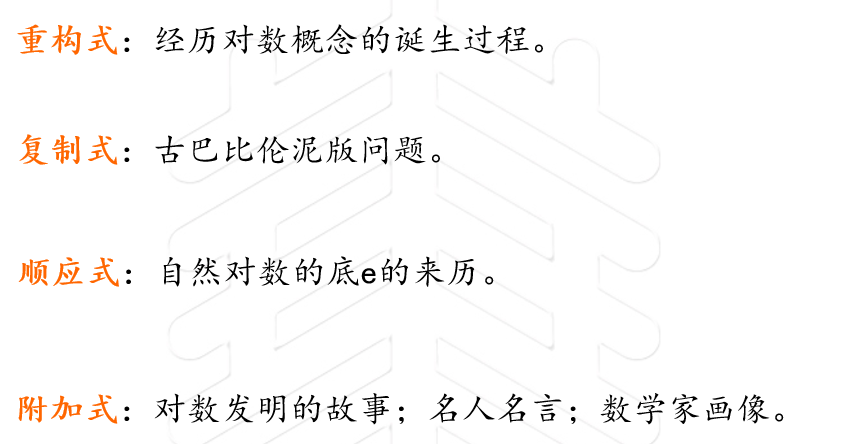 重构式：经历对数概念的诞生过程。
复制式：古巴比伦泥版问题。
顺应式：自然对数的底e的来历。
附加式：对数发明的故事；名人名言；数学家画像。